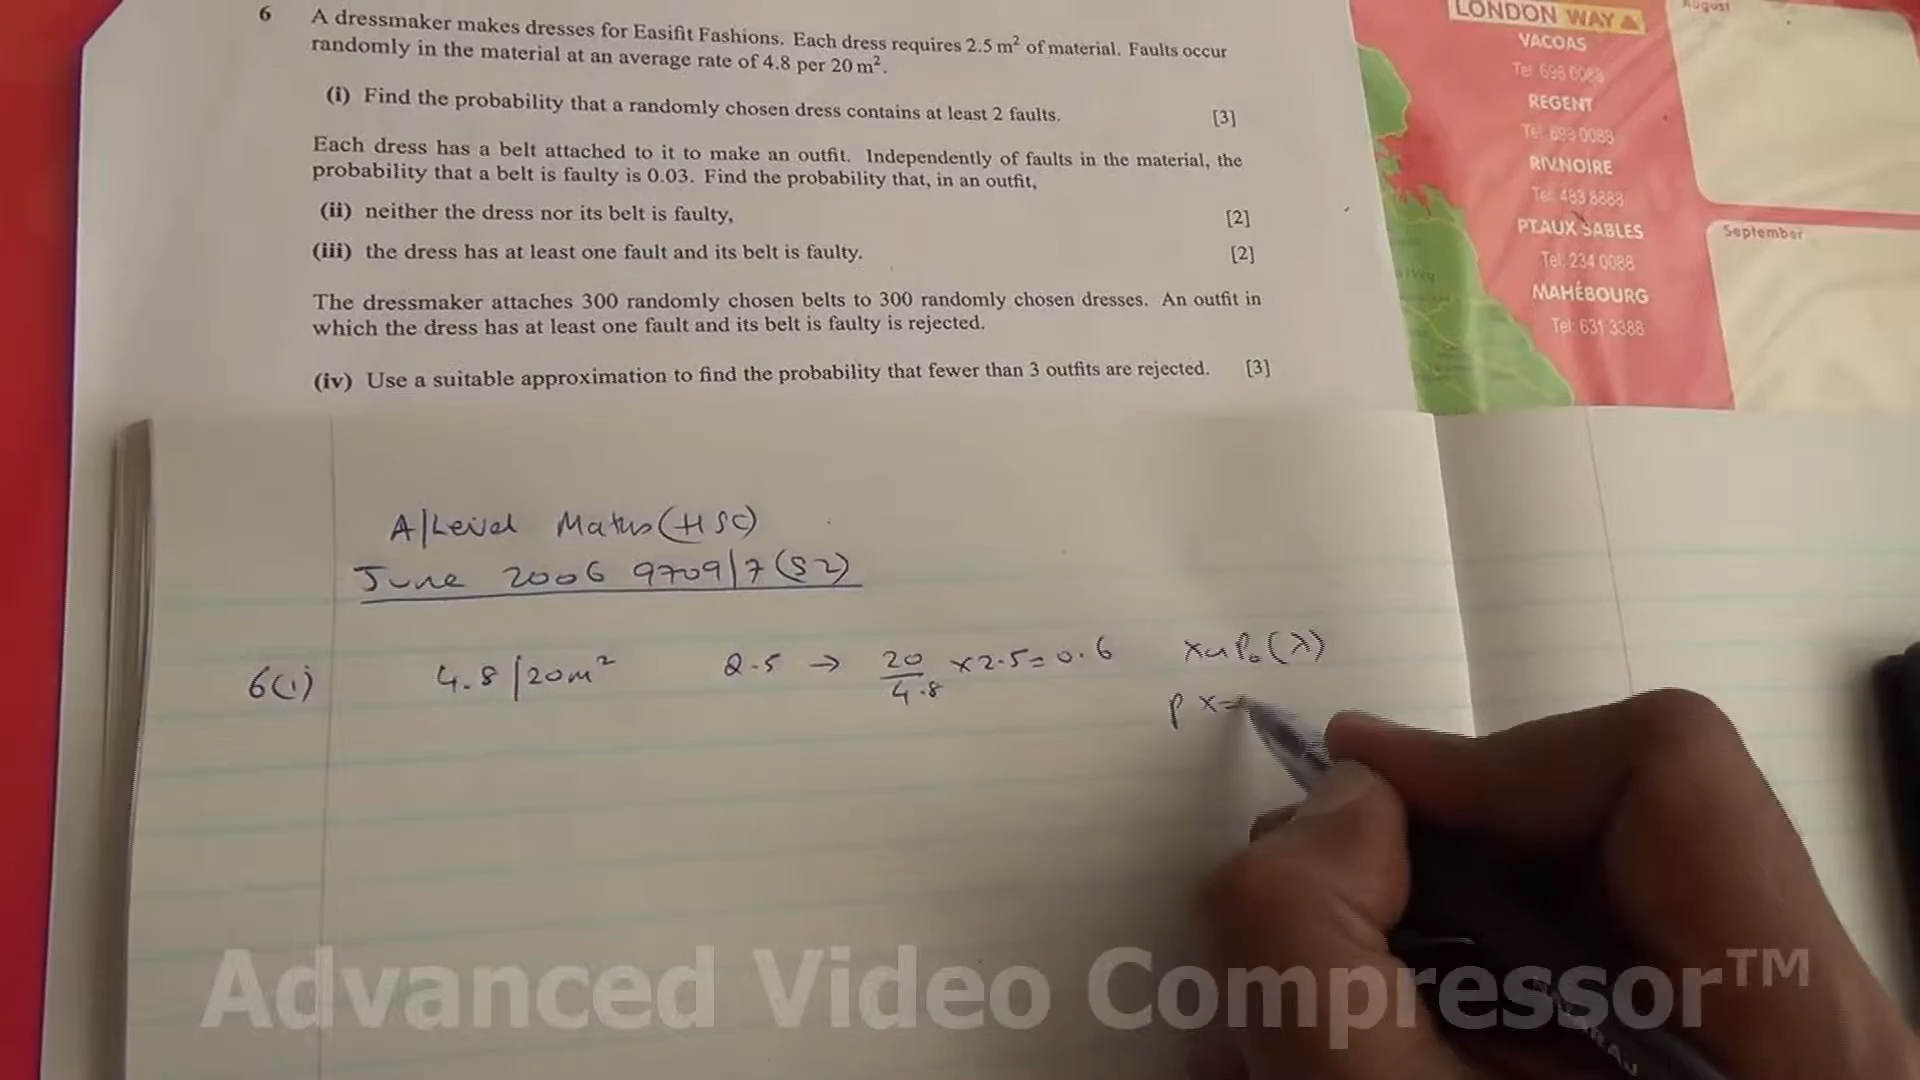 6 A dressmaker makes dresses for Easifit Fashions. Each dress requires 2.5 m² of material. Faults occur
randomly in the material at an average rate of 4.8 per 20 m².
(i) Find the probability that a randomly chosen dress contains at least 2 faults. [3]
Each dress has a belt attached to it to make an outfit. Independently of faults in the material, the
probability that a belt is faulty is 0.03. Find the probability that, in an outfit,
(ii) neither the dress nor its belt is faulty, [2]
(iii) the dress has at least one fault and its belt is faulty. [2]
The dressmaker attaches 300 randomly chosen belts to 300 randomly chosen dresses. An outfit in
which the dress has at least one fault and its belt is faulty is rejected.
(iv) Use a suitable approximation to find the probability that fewer than 3 outfits are rejected. [3]
LONDON WAY
VACOAS
Tel: 696 0088
REGENT
Tel: 698 0088
RIV.NOIRE
Tel: 483 8888
PT.AUX SABLES
Tel: 234 0088
MAHÉBOURG
Tel: 631 3388
August
September
A/Level Maths (HSC)
June 2006 9709/7 (S2)
6(i) 4.8/20m² 2.5 → 20/4.8 × 2.5 = 0.6 X~Po(λ)
P X=
Advanced Video Compressor™